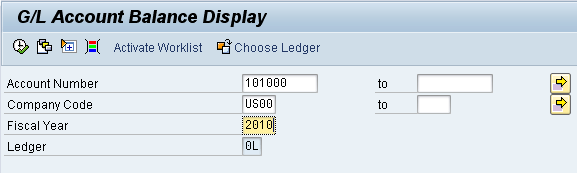 G/L Account Balance Display
Activate Worklist Choose Ledger
Account Number 101000 to
Company Code US00 to
Fiscal Year 2010
Ledger 0L